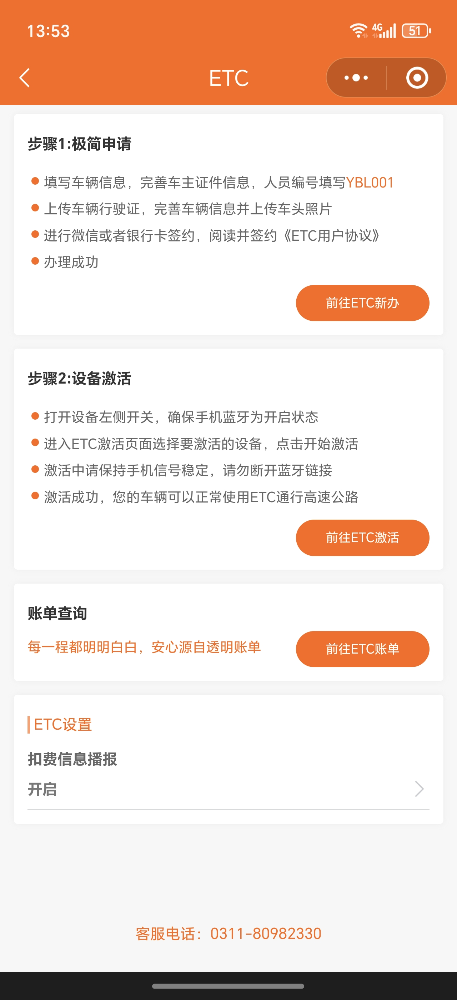 13:53
4G
51
ETC
步骤1:极简申请
填写车辆信息，完善车主证件信息，人员编号填写YBL001
上传车辆行驶证，完善车辆信息并上传车头照片
进行微信或者银行卡签约，阅读并签约《ETC用户协议》
办理成功
前往ETC新办
步骤2:设备激活
打开设备左侧开关，确保手机蓝牙为开启状态
进入ETC激活页面选择要激活的设备，点击开始激活
激活中请保持手机信号稳定，请勿断开蓝牙链接
激活成功，您的车辆可以正常使用ETC通行高速公路
前往ETC激活
账单查询
每一程都明明白白，安心源自透明账单
前往ETC账单
ETC设置
扣费信息播报
开启
客服电话：0311-80982330